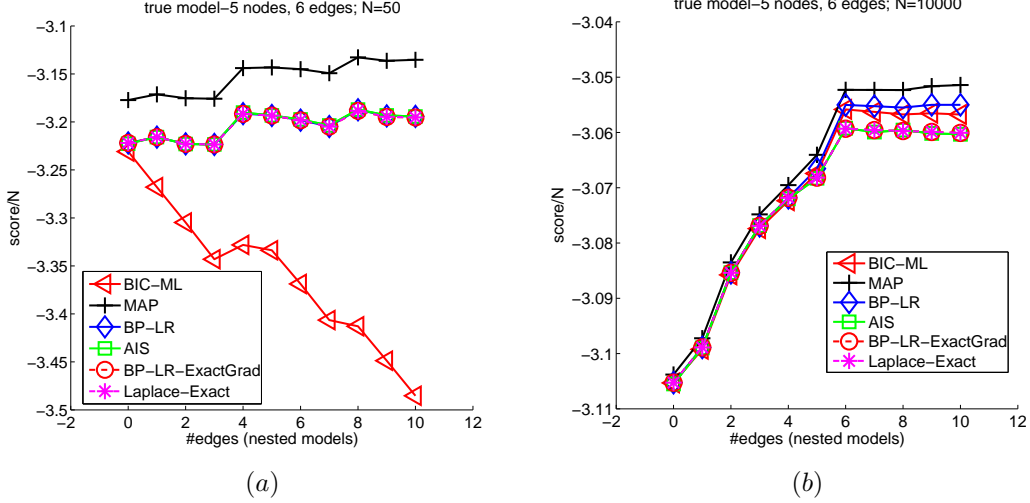 true model−5 nodes, 6 edges; N=50
−3.1
−3.15
−3.2
−3.25
−3.3
−3.35
−3.4
−3.45
−3.5
score/N
BIC−ML
MAP
BP−LR
AIS
BP−LR−ExactGrad
Laplace−Exact
−2 0 2 4 6 8 10 12
#edges (nested models)
(a)
true model−5 nodes, 6 edges; N=10000
−3.04
−3.05
−3.06
−3.07
−3.08
−3.09
−3.1
−3.11
score/N
BIC−ML
MAP
BP−LR
AIS
BP−LR−ExactGrad
Laplace−Exact
−2 0 2 4 6 8 10 12
#edges (nested models)
(b)